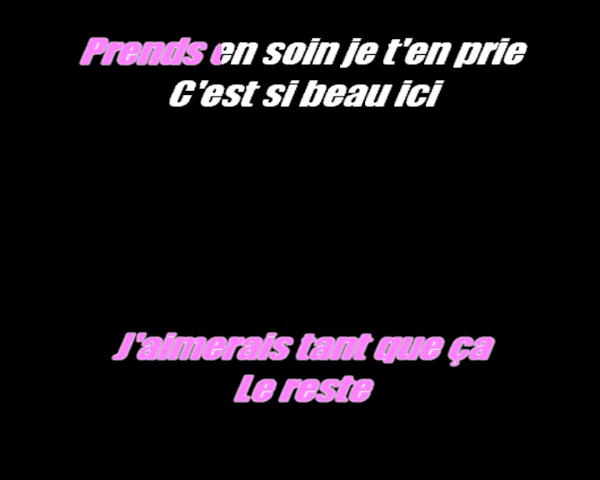 Prends en soin je t'en prie
C'est si beau ici
J'aimerais tant que ça
Le reste